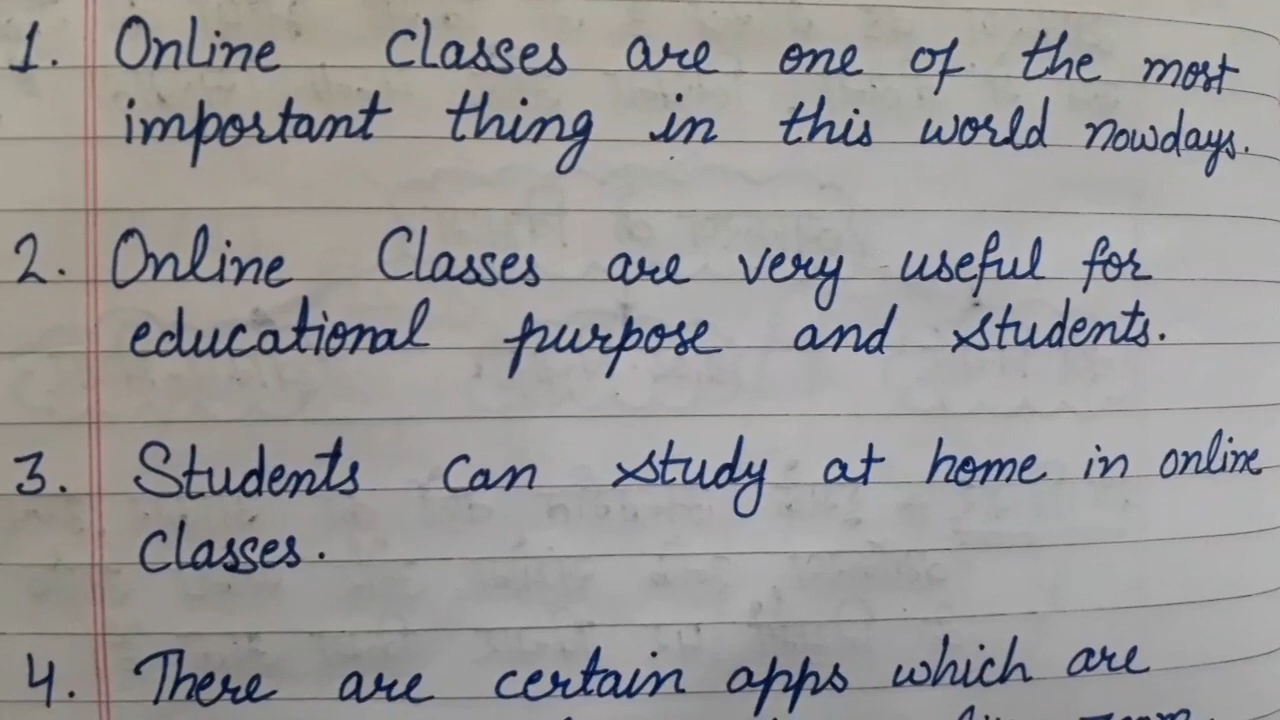 1. Online Classes are one of the most
important thing in this world nowdays.
2. Online Classes are very useful for
educational purpose and students.
3. Students can study at home in online
Classes.
4. There are certain apps which are